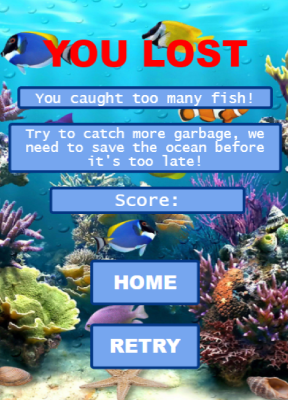 YOU LOST
You caught too many fish!
Try to catch more garbage, we
need to save the ocean before
it's too late!
Score:
HOME
RETRY